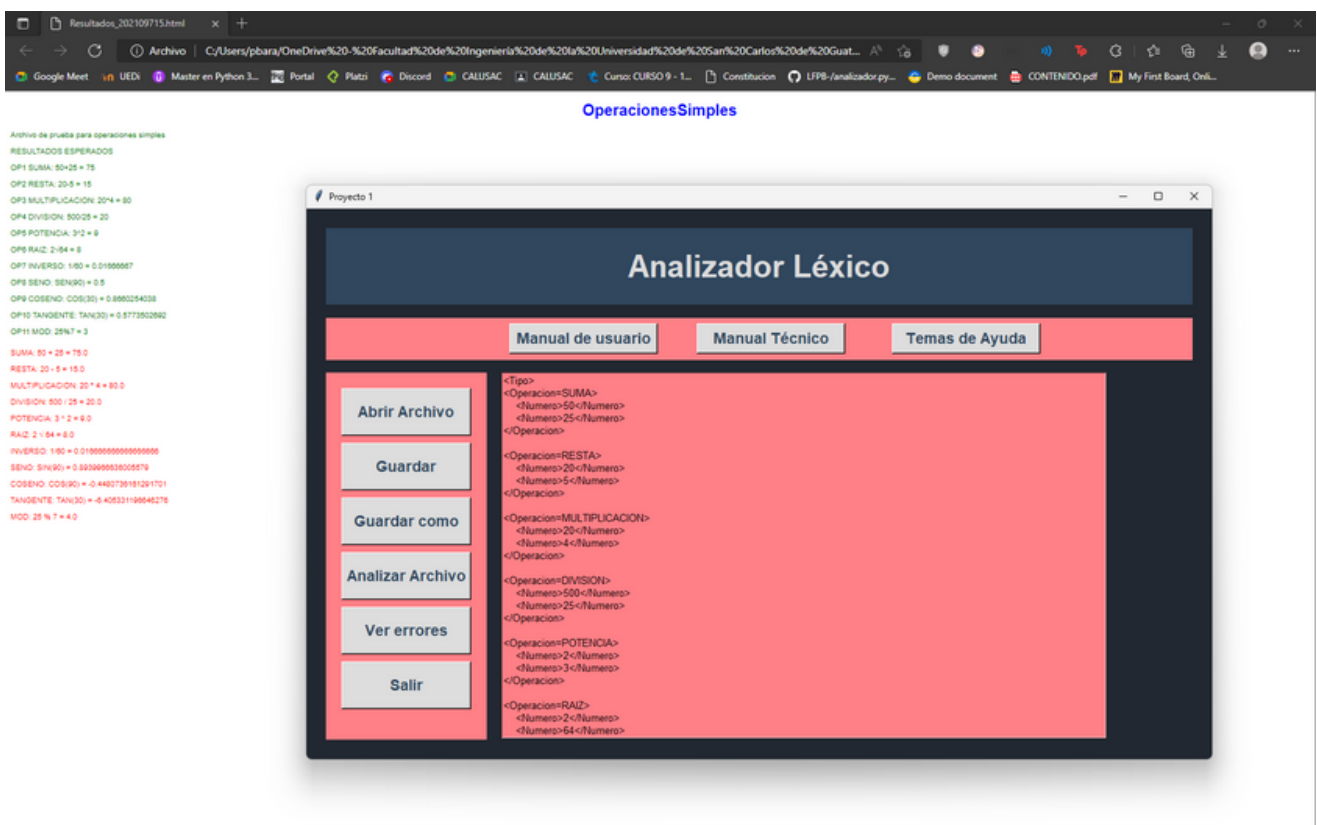 Resultados_202109715.html
Archivo
C:/Users/pbara/OneDrive%20-%20Facultad%20de%20Ingeniería%20de%20la%20Universidad%20de%20San%20Carlos%20de%20Guat...
Google Meet
UEDi
Master en Python 3...
Portal
Platzi
Discord
CALUSAC
CALUSAC
Curso: CURSO 9 - 1...
Constitucion
LFPB-/analizador.py...
Demo document
CONTENIDO.pdf
My First Board, Onli...
OperacionesSimples
Archivo de prueba para operaciones simples
RESULTADOS ESPERADOS
OP1 SUMA: 50+25 = 75
OP2 RESTA: 20-5 = 15
OP3 MULTIPLICACION: 20*4 = 80
OP4 DIVISION: 500/25 = 20
OP5 POTENCIA: 3^2 = 9
OP6 RAIZ: 2√64 = 8
OP7 INVERSO: 1/60 = 0.01666667
OP8 SENO: SEN(90) = 0.5
OP9 COSENO: COS(30) = 0.8660254038
OP10 TANGENTE: TAN(30) = 0.5773502692
OP11 MOD: 25%7 = 3
SUMA: 50 + 25 = 75.0
RESTA: 20 - 5 = 15.0
MULTIPLICACION: 20 * 4 = 80.0
DIVISION: 500 / 25 = 20.0
POTENCIA: 3 ^ 2 = 9.0
RAIZ: 2 √ 64 = 8.0
INVERSO: 1/60 = 0.016666666666666666
SENO: SIN(90) = 0.8939966636005579
COSENO: COS(90) = -0.4480736161291701
TANGENTE: TAN(30) = -6.405331196646276
MOD: 25 % 7 = 4.0
Proyecto 1
Analizador Léxico
Manual de usuario
Manual Técnico
Temas de Ayuda
Abrir Archivo
Guardar
Guardar como
Analizar Archivo
Ver errores
Salir
<Tipo>
<Operacion=SUMA>
<Numero>50</Numero>
<Numero>25</Numero>
</Operacion>
<Operacion=RESTA>
<Numero>20</Numero>
<Numero>5</Numero>
</Operacion>
<Operacion=MULTIPLICACION>
<Numero>20</Numero>
<Numero>4</Numero>
</Operacion>
<Operacion=DIVISION>
<Numero>500</Numero>
<Numero>25</Numero>
</Operacion>
<Operacion=POTENCIA>
<Numero>2</Numero>
<Numero>3</Numero>
</Operacion>
<Operacion=RAIZ>
<Numero>2</Numero>
<Numero>64</Numero>